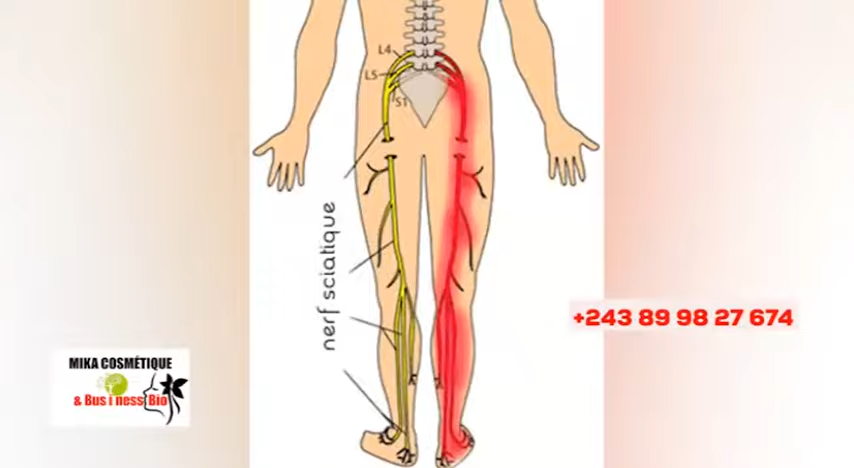 L4
L5
S1
nerf sciatique
+243 89 98 27 674
MIKA COSMÉTIQUE
& Bus i ness Bio